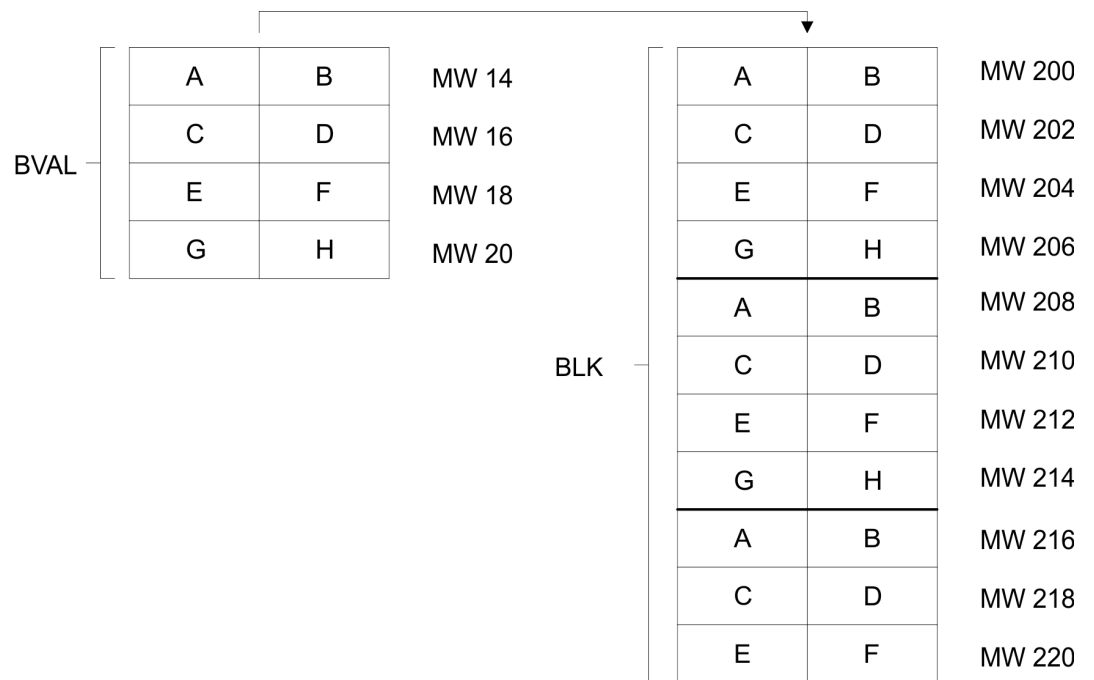 A B MW 14
C D MW 16
BVAL
E F MW 18
G H MW 20
A B MW 200
C D MW 202
E F MW 204
G H MW 206
A B MW 208
BLK
C D MW 210
E F MW 212
G H MW 214
A B MW 216
C D MW 218
E F MW 220